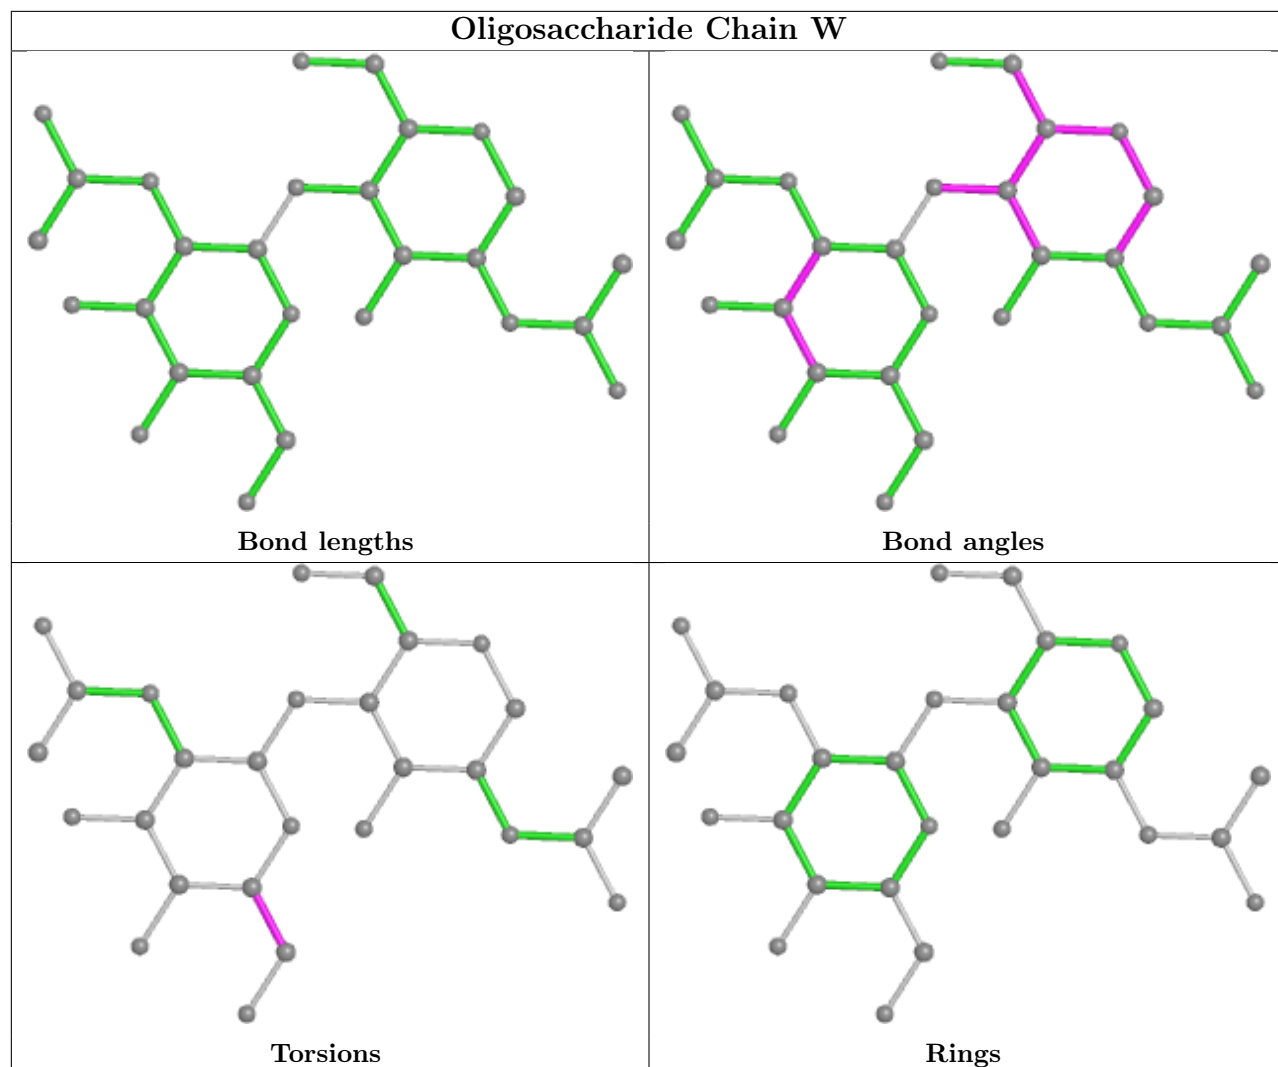 Oligosaccharide Chain W
Bond lengths
Bond angles
Torsions
Rings